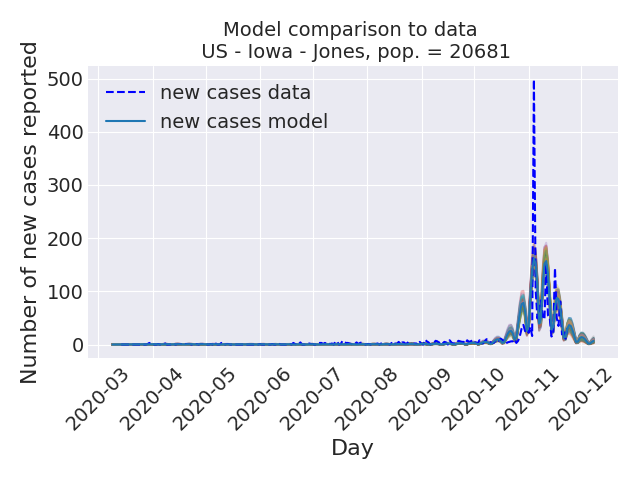 Model comparison to data
US - Iowa - Jones, pop. = 20681
Number of new cases reported
500
400
300
200
100
0
new cases data
new cases model
2020-03
2020-04
2020-05
2020-06
2020-07
2020-08
2020-09
2020-10
2020-11
2020-12
Day